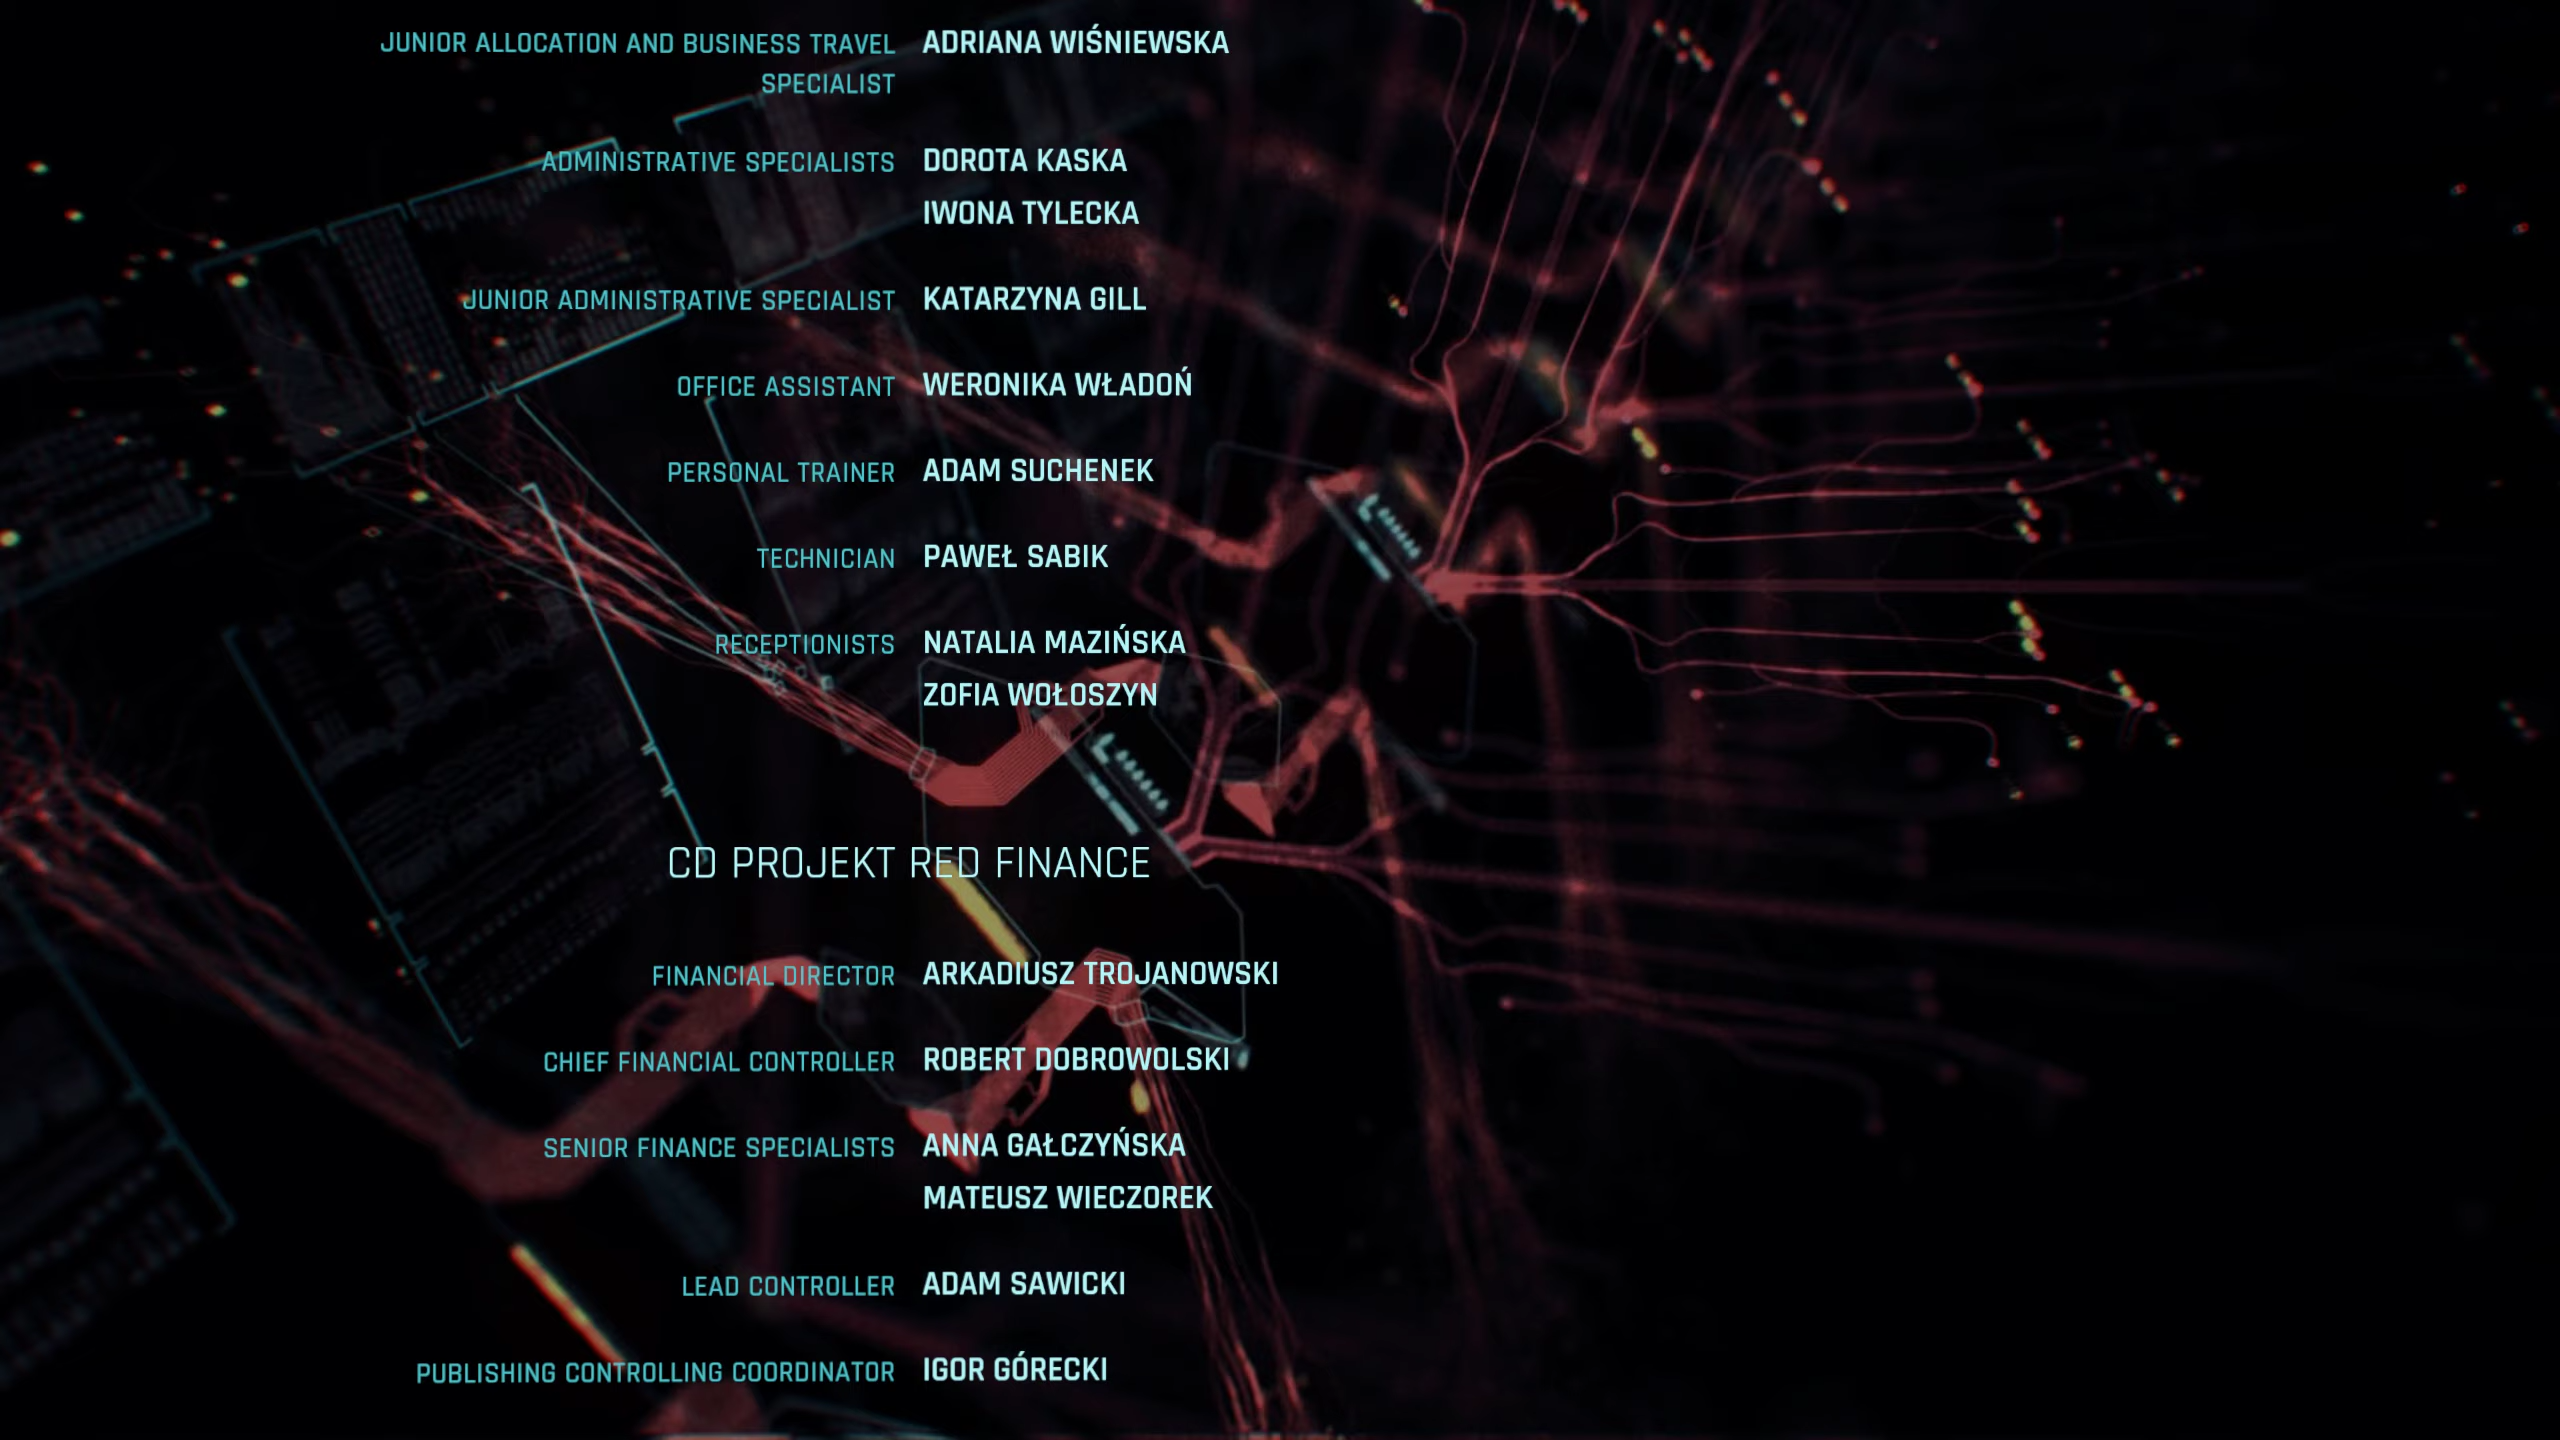 JUNIOR ALLOCATION AND BUSINESS TRAVEL SPECIALIST ADRIANA WIŚNIEWSKA
ADMINISTRATIVE SPECIALISTS DOROTA KASKA
IWONA TYLECKA
JUNIOR ADMINISTRATIVE SPECIALIST KATARZYNA GILL
OFFICE ASSISTANT WERONIKA WŁADOŃ
PERSONAL TRAINER ADAM SUCHENEK
TECHNICIAN PAWEŁ SABIK
RECEPTIONISTS NATALIA MAZIŃSKA
ZOFIA WOŁOSZYN
CD PROJEKT RED FINANCE
FINANCIAL DIRECTOR ARKADIUSZ TROJANOWSKI
CHIEF FINANCIAL CONTROLLER ROBERT DOBROWOLSKI
SENIOR FINANCE SPECIALISTS ANNA GAŁCZYŃSKA
MATEUSZ WIECZOREK
LEAD CONTROLLER ADAM SAWICKI
PUBLISHING CONTROLLING COORDINATOR IGOR GÓRECKI